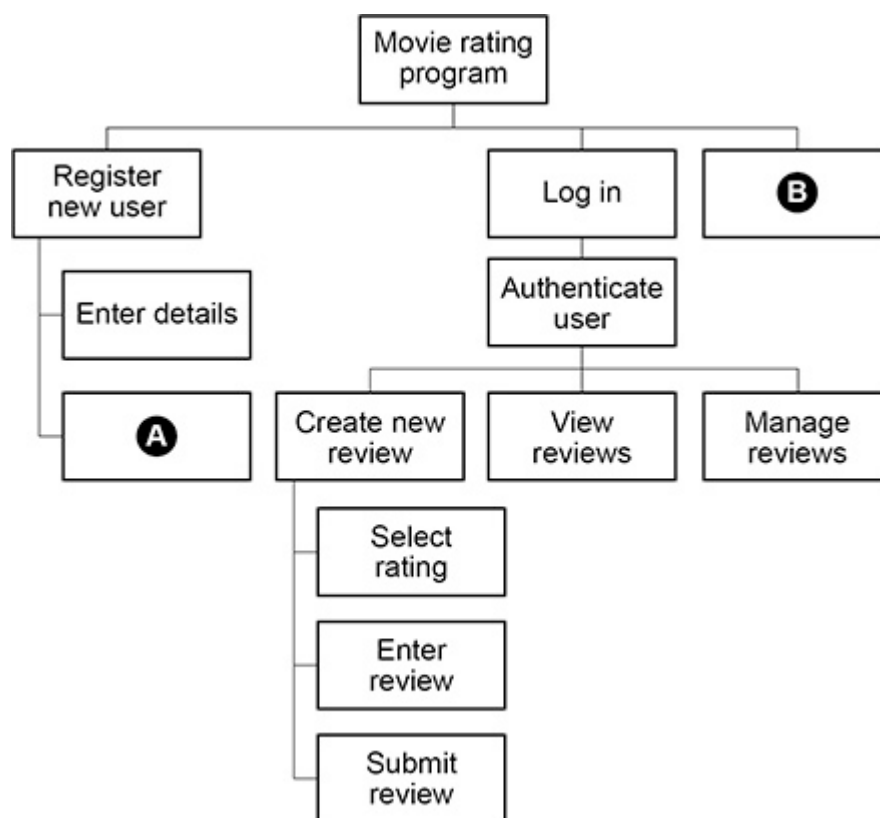 Movie rating
program
Register
new user
Log in
B
Enter details
Authenticate
user
A
Create new
review
View
reviews
Manage
reviews
Select
rating
Enter
review
Submit
review